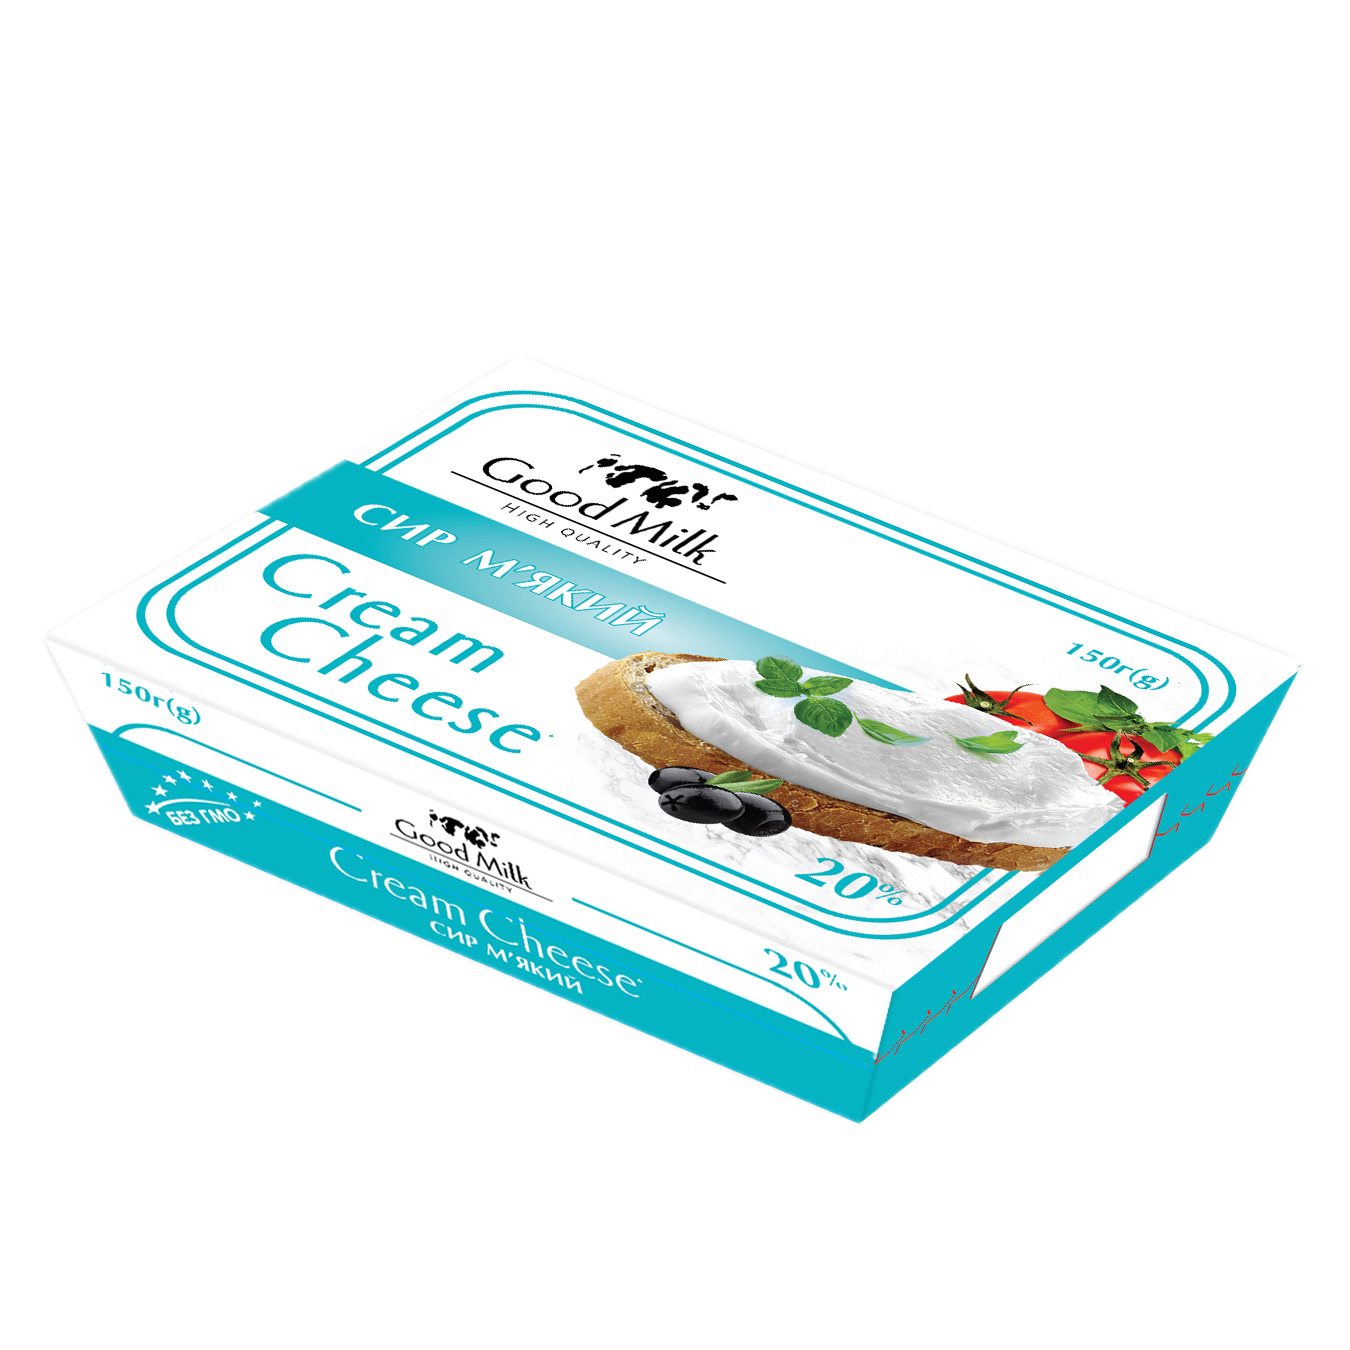 Good Milk
HIGH QUALITY
СИР М'ЯКИЙ
Cream
Cheese
150г(g)
20%
150г(g)
БЕЗ ГМО
Good Milk
HIGH QUALITY
Cream Cheese
СИР М'ЯКИЙ
20%